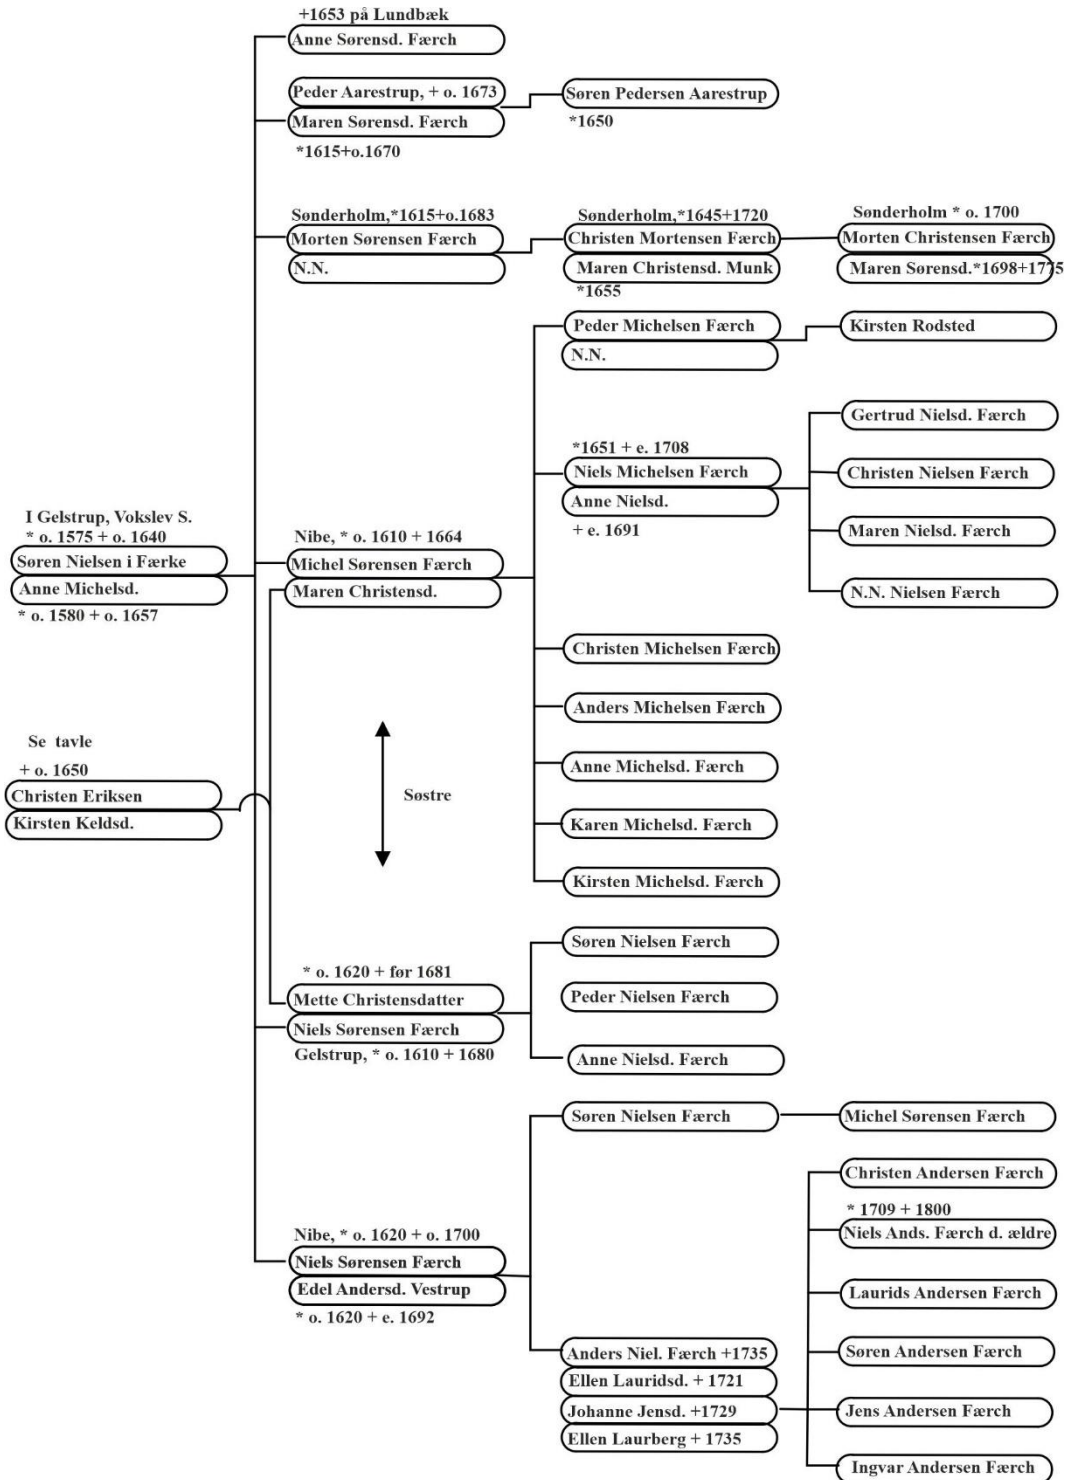 +1653 på Lundbæk
Anne Sørensd. Færch
Peder Aarestrup, + o. 1673
Maren Sørensd. Færch
*1615+o.1670
Søren Pedersen Aarestrup
*1650
Sønderholm,*1615+o.1683
Morten Sørensen Færch
N.N.
Sønderholm,*1645+1720
Christen Mortensen Færch
Maren Christensd. Munk
*1655
Sønderholm * o. 1700
Morten Christensen Færch
Maren Sørensd.*1698+1775
Peder Michelsen Færch
N.N.
Kirsten Rodsted
*1651 + e. 1708
Niels Michelsen Færch
Anne Nielsd.
+ e. 1691
Gertrud Nielsd. Færch
Christen Nielsen Færch
Maren Nielsd. Færch
N.N. Nielsen Færch
I Gelstrup, Vokslev S.
* o. 1575 + o. 1640
Søren Nielsen i Færke
Anne Michelsd.
* o. 1580 + o. 1657
Nibe, * o. 1610 + 1664
Michel Sørensen Færch
Maren Christensd.
Christen Michelsen Færch
Anders Michelsen Færch
Anne Michelsd. Færch
Karen Michelsd. Færch
Kirsten Michelsd. Færch
Se tavle
+ o. 1650
Christen Eriksen
Kirsten Keldsd.
Søstre
* o. 1620 + før 1681
Mette Christensdatter
Niels Sørensen Færch
Gelstrup, * o. 1610 + 1680
Søren Nielsen Færch
Peder Nielsen Færch
Anne Nielsd. Færch
Søren Nielsen Færch
Michel Sørensen Færch
Nibe, * o. 1620 + o. 1700
Niels Sørensen Færch
Edel Andersd. Vestrup
* o. 1620 + e. 1692
Anders Niel. Færch +1735
Ellen Lauridsd. + 1721
Johanne Jensd. +1729
Ellen Laurberg + 1735
Christen Andersen Færch
* 1709 + 1800
Niels Ands. Færch d. ældre
Laurids Andersen Færch
Søren Andersen Færch
Jens Andersen Færch
Ingvar Andersen Færch